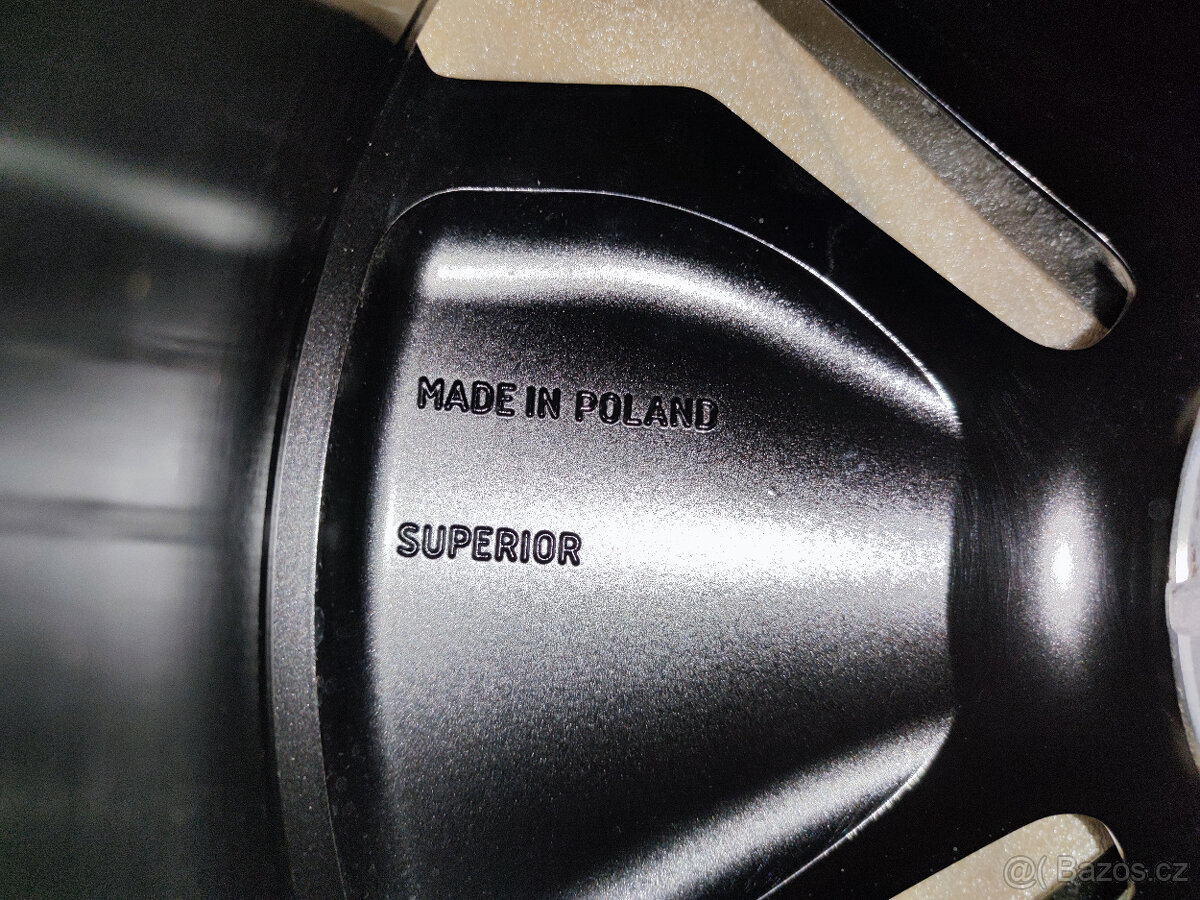 MADE IN POLAND
SUPERIOR
@( Bazos.cz